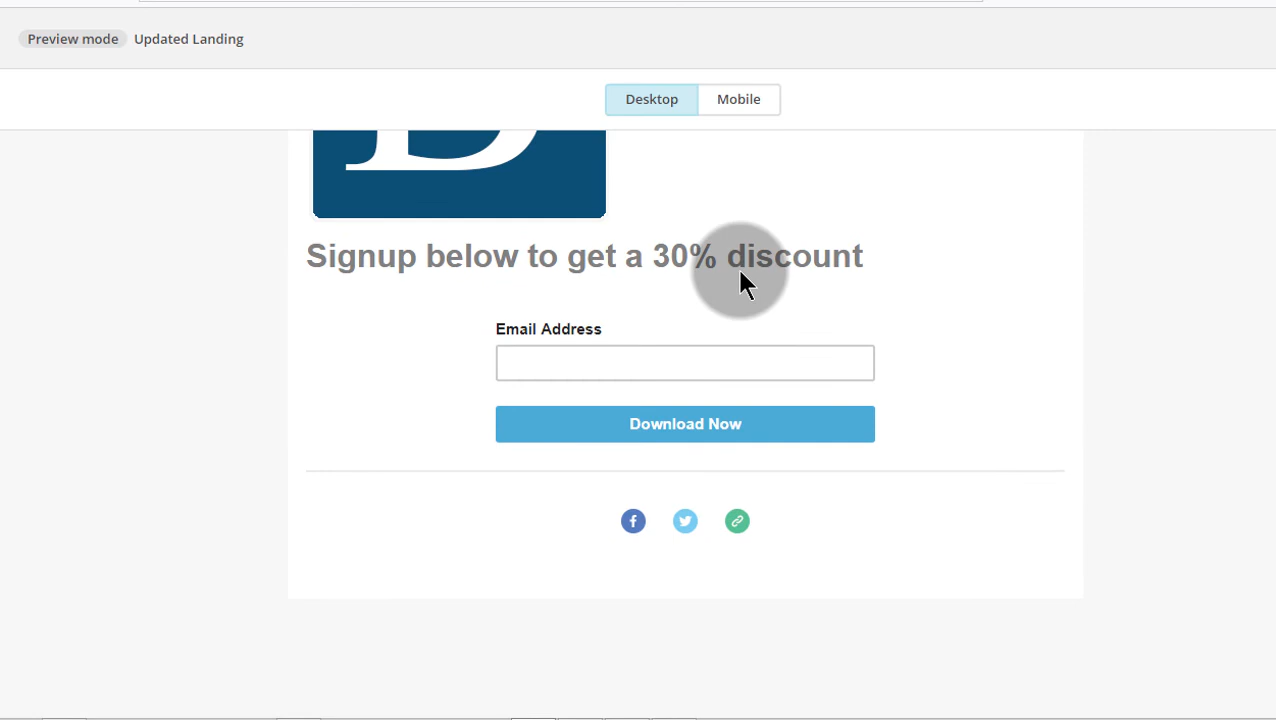 Preview mode Updated Landing
Desktop Mobile
Signup below to get a 30% discount
Email Address
Download Now